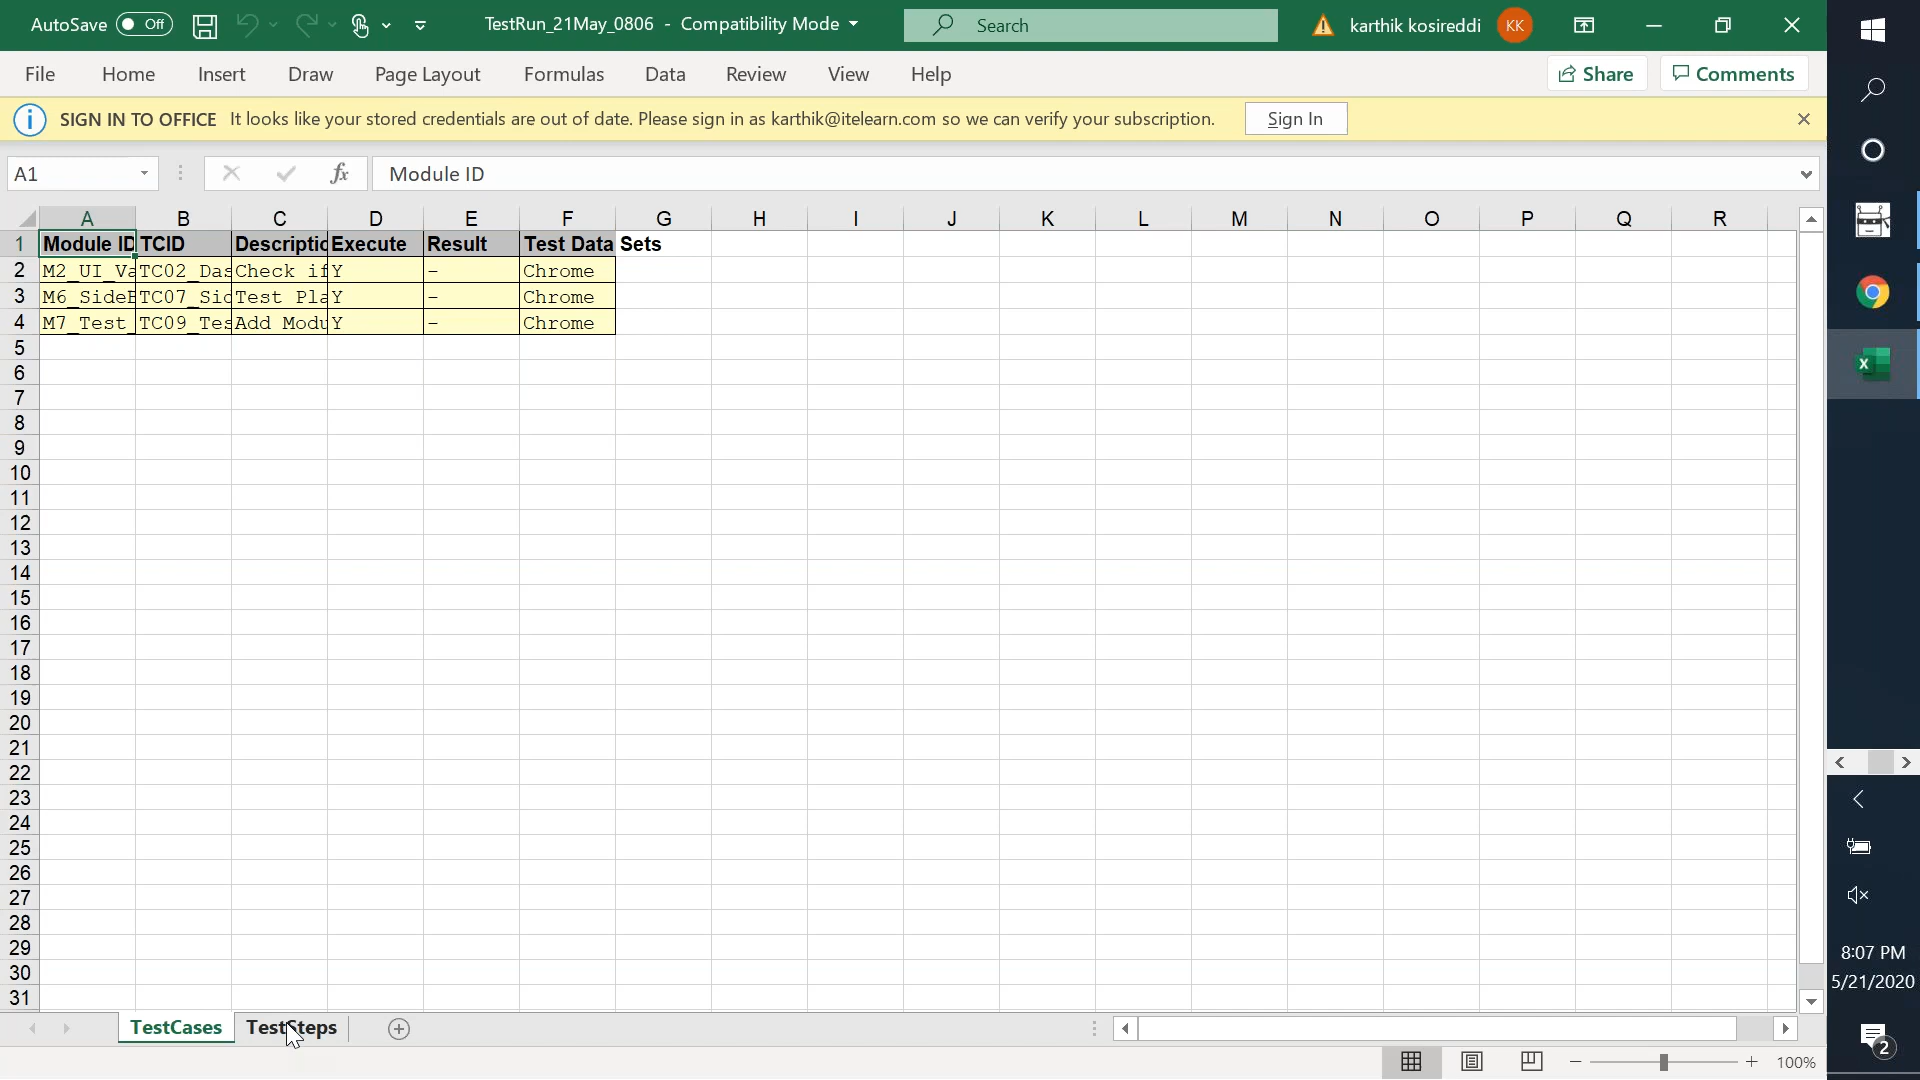 AutoSave Off TestRun_21May_0806 - Compatibility Mode Search karthik kosireddi KK
File Home Insert Draw Page Layout Formulas Data Review View Help Share Comments
SIGN IN TO OFFICE It looks like your stored credentials are out of date. Please sign in as karthik@itelearn.com so we can verify your subscription. Sign In
A1 fx Module ID
A B C D E F G H I J K L M N O P Q R
1 Module ID TCID Descriptic Execute Result Test Data Sets
2 M2_UI_Va TC02_Das Check if Y - Chrome
3 M6_SideB TC07_Sid Test Pla Y - Chrome
4 M7_Test_ TC09_Tes Add Modu Y - Chrome
5
6
7
8
9
10
11
12
13
14
15
16
17
18
19
20
21
22
23
24
25
26
27
28
29
30
31
TestCases TestSteps
100%
8:07 PM
5/21/2020
2